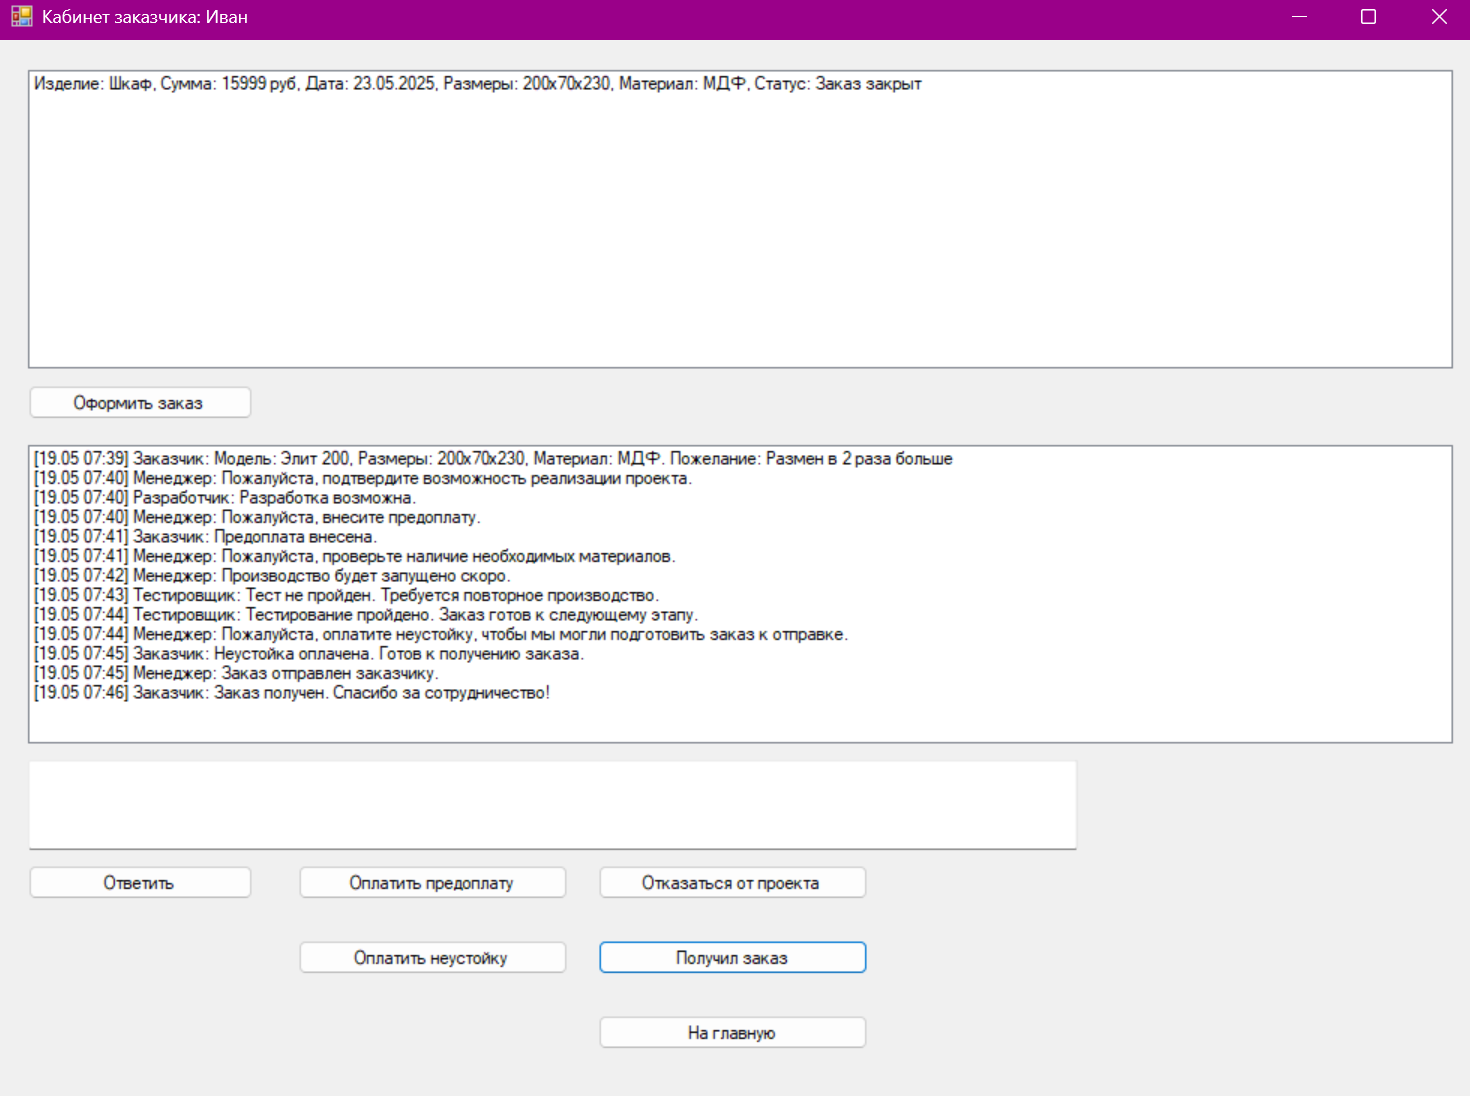 Кабинет заказчика: Иван
Изделие: Шкаф, Сумма: 15999 руб, Дата: 23.05.2025, Размеры: 200x70x230, Материал: МДФ, Статус: Заказ закрыт
Оформить заказ
[19.05 07:39] Заказчик: Модель: Элит 200, Размеры: 200x70x230, Материал: МДФ. Пожелание: Размен в 2 раза больше
[19.05 07:40] Менеджер: Пожалуйста, подтвердите возможность реализации проекта.
[19.05 07:40] Разработчик: Разработка возможна.
[19.05 07:40] Менеджер: Пожалуйста, внесите предоплату.
[19.05 07:41] Заказчик: Предоплата внесена.
[19.05 07:41] Менеджер: Пожалуйста, проверьте наличие необходимых материалов.
[19.05 07:42] Менеджер: Производство будет запущено скоро.
[19.05 07:43] Тестировщик: Тест не пройден. Требуется повторное производство.
[19.05 07:44] Тестировщик: Тестирование пройдено. Заказ готов к следующему этапу.
[19.05 07:44] Менеджер: Пожалуйста, оплатите неустойку, чтобы мы могли подготовить заказ к отправке.
[19.05 07:45] Заказчик: Неустойка оплачена. Готов к получению заказа.
[19.05 07:45] Менеджер: Заказ отправлен заказчику.
[19.05 07:46] Заказчик: Заказ получен. Спасибо за сотрудничество!
Ответить
Оплатить предоплату
Отказаться от проекта
Оплатить неустойку
Получил заказ
На главную